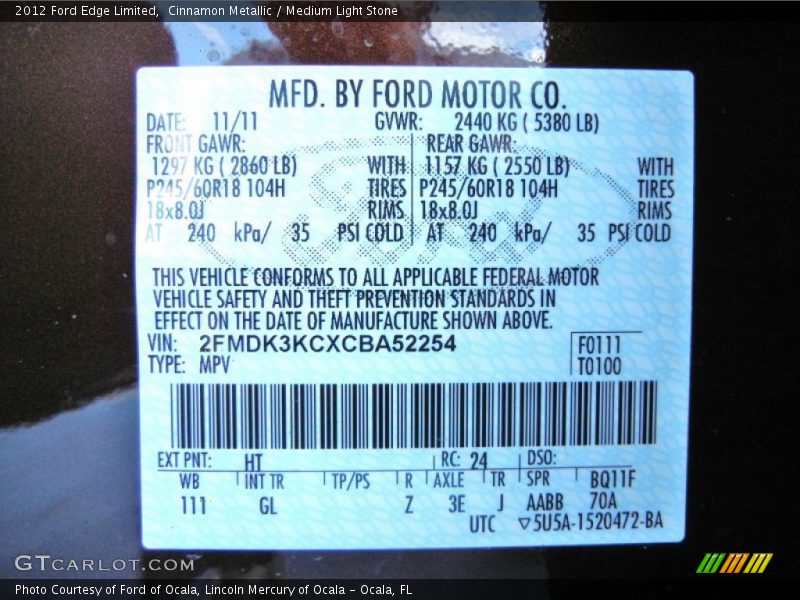 2012 Ford Edge Limited,  Cinnamon Metallic / Medium Light Stone
MFD. BY FORD MOTOR CO.
DATE: 11/11 GVWR: 2440 KG ( 5380 LB)
FRONT GAWR: REAR GAWR:
1297 KG ( 2860 LB) WITH 1157 KG ( 2550 LB) WITH
P245/60R18 104H TIRES P245/60R18 104H TIRES
18x8.0J RIMS 18x8.0J RIMS
AT 240 kPa/ 35 PSI COLD AT 240 kPa/ 35 PSI COLD
THIS VEHICLE CONFORMS TO ALL APPLICABLE FEDERAL MOTOR
VEHICLE SAFETY AND THEFT PREVENTION STANDARDS IN
EFFECT ON THE DATE OF MANUFACTURE SHOWN ABOVE.
VIN: 2FMDK3KCXCBA52254 F0111
TYPE: MPV T0100
EXT PNT: HT RC: 24 DSO:
WB INT TR TP/PS R AXLE TR SPR BQ11F
111 GL Z 3E J AABB 70A
UTC ▽5U5A-1520472-BA
GTCARLOT.COM
Photo Courtesy of Ford of Ocala, Lincoln Mercury of Ocala – Ocala, FL